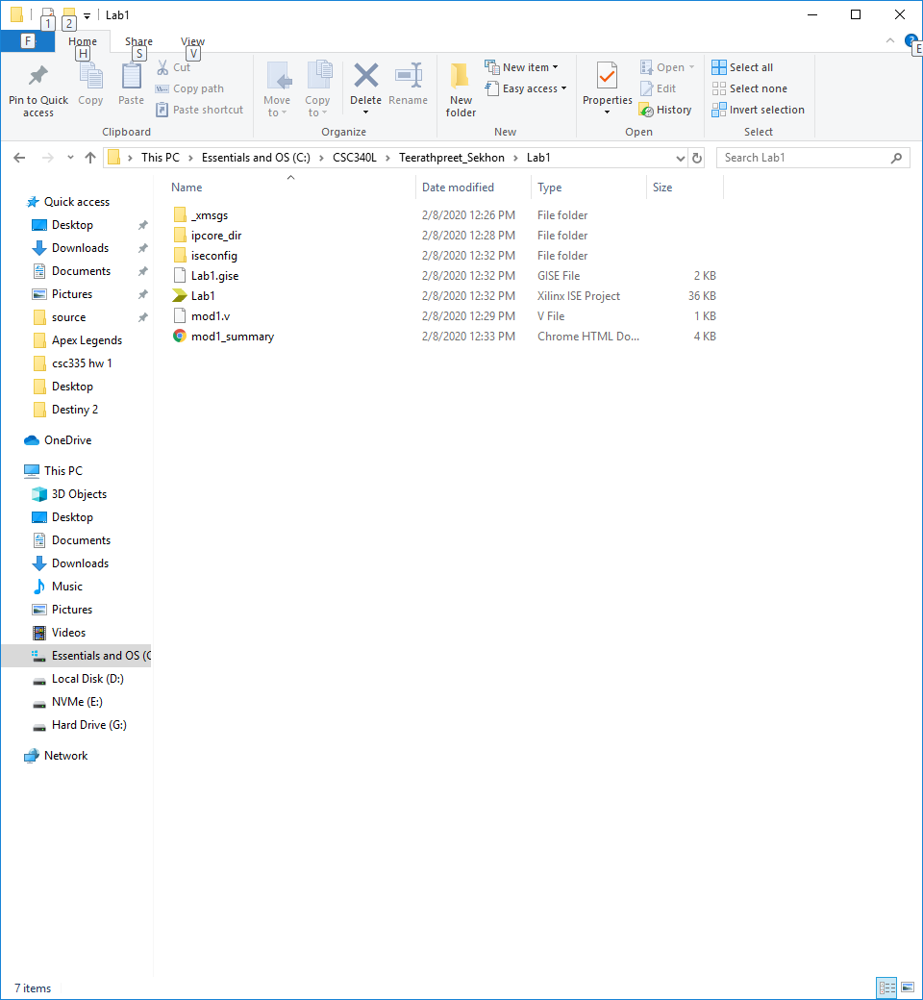 1 2 Lab1
F Home Share View
H S V E
Pin to Quick access Copy Paste Cut Copy path Paste shortcut
Clipboard
Move to Copy to Delete Rename
Organize
New folder New item Easy access
New
Properties Open Edit History
Open
Select all Select none Invert selection
Select
This PC Essentials and OS (C:) CSC340L Teerathpreet_Sekhon Lab1 Search Lab1
Name Date modified Type Size
_xmsgs 2/8/2020 12:26 PM File folder
ipcore_dir 2/8/2020 12:28 PM File folder
iseconfig 2/8/2020 12:32 PM File folder
Lab1.gise 2/8/2020 12:32 PM GISE File 2 KB
Lab1 2/8/2020 12:32 PM Xilinx ISE Project 36 KB
mod1.v 2/8/2020 12:29 PM V File 1 KB
mod1_summary 2/8/2020 12:33 PM Chrome HTML Do... 4 KB
Quick access
Desktop
Downloads
Documents
Pictures
source
Apex Legends
csc335 hw 1
Desktop
Destiny 2
OneDrive
This PC
3D Objects
Desktop
Documents
Downloads
Music
Pictures
Videos
Essentials and OS (C
Local Disk (D:)
NVMe (E:)
Hard Drive (G:)
Network
7 items